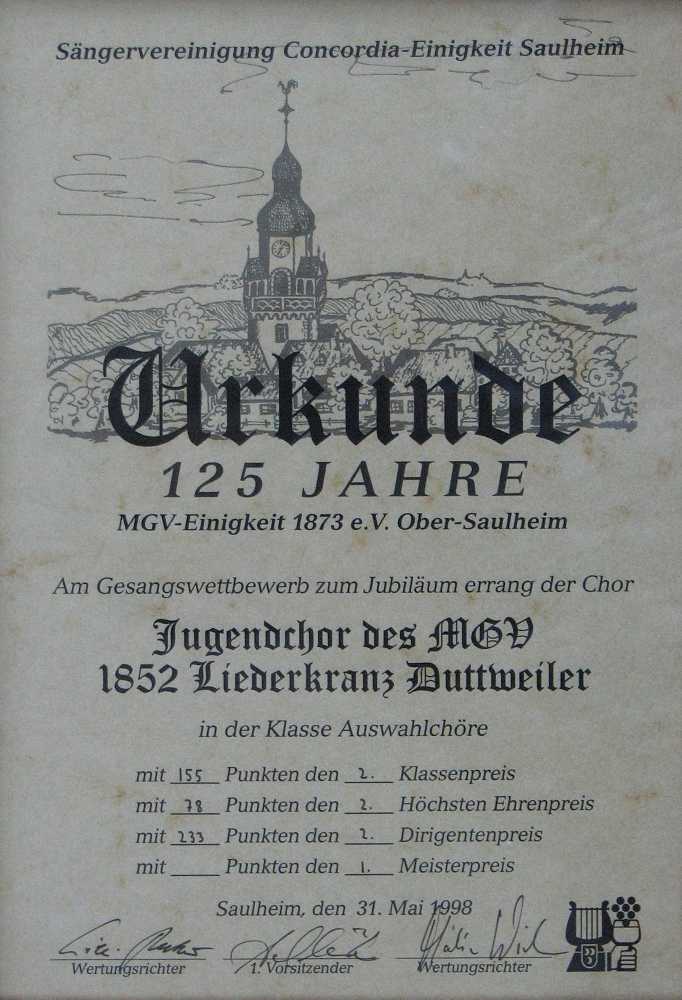 Sängervereinigung Concordia-Einigkeit Saulheim
Urkunde
125 JAHRE
MGV-Einigkeit 1873 e.V. Ober-Saulheim
Am Gesangswettbewerb zum Jubiläum errang der Chor
Jugendchor des MGV
1852 Liederkranz Duttweiler
in der Klasse Auswahlchöre
mit 155 Punkten den 2. Klassenpreis
mit 78 Punkten den 2. Höchsten Ehrenpreis
mit 233 Punkten den 2. Dirigentenpreis
mit _____ Punkten den 1. Meisterpreis
Saulheim, den 31. Mai 1998
Wertungsrichter 1. Vorsitzender Wertungsrichter